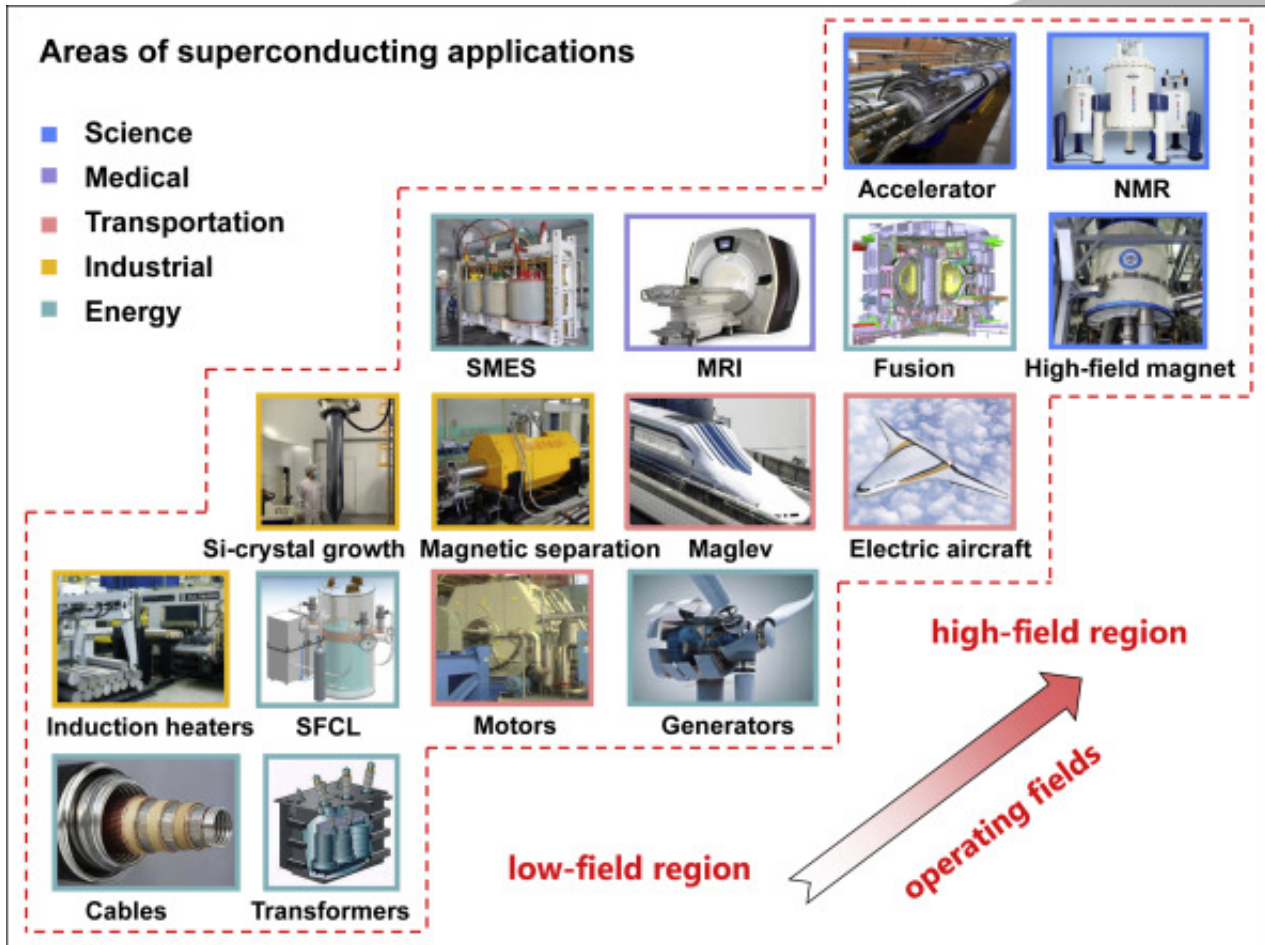 Areas of superconducting applications
Science
Medical
Transportation
Industrial
Energy
Accelerator
NMR
SMES
MRI
Fusion
High-field magnet
Si-crystal growth
Magnetic separation
Maglev
Electric aircraft
Induction heaters
SFCL
Motors
Generators
Cables
Transformers
high-field region
low-field region
operating fields